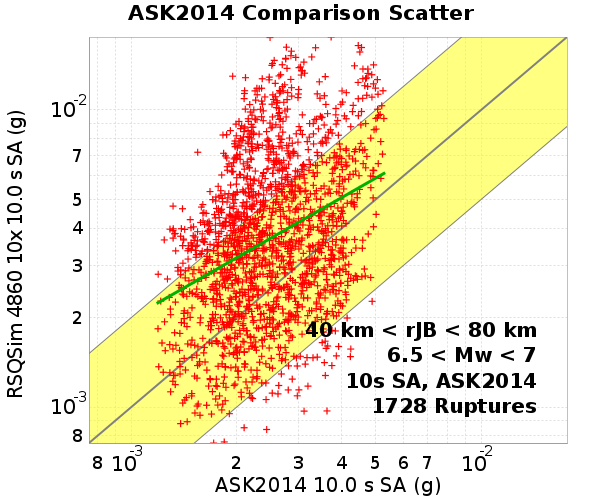 ASK2014 Comparison Scatter
RSQSim 4860 10x 10.0 s SA (g)
10-2
7
5
4
3
2
10-3
8
40 km < rJB < 80 km
6.5 < Mw < 7
10s SA, ASK2014
1728 Ruptures
8 10-3 2 3 4 5 6 7 10-2
ASK2014 10.0 s SA (g)